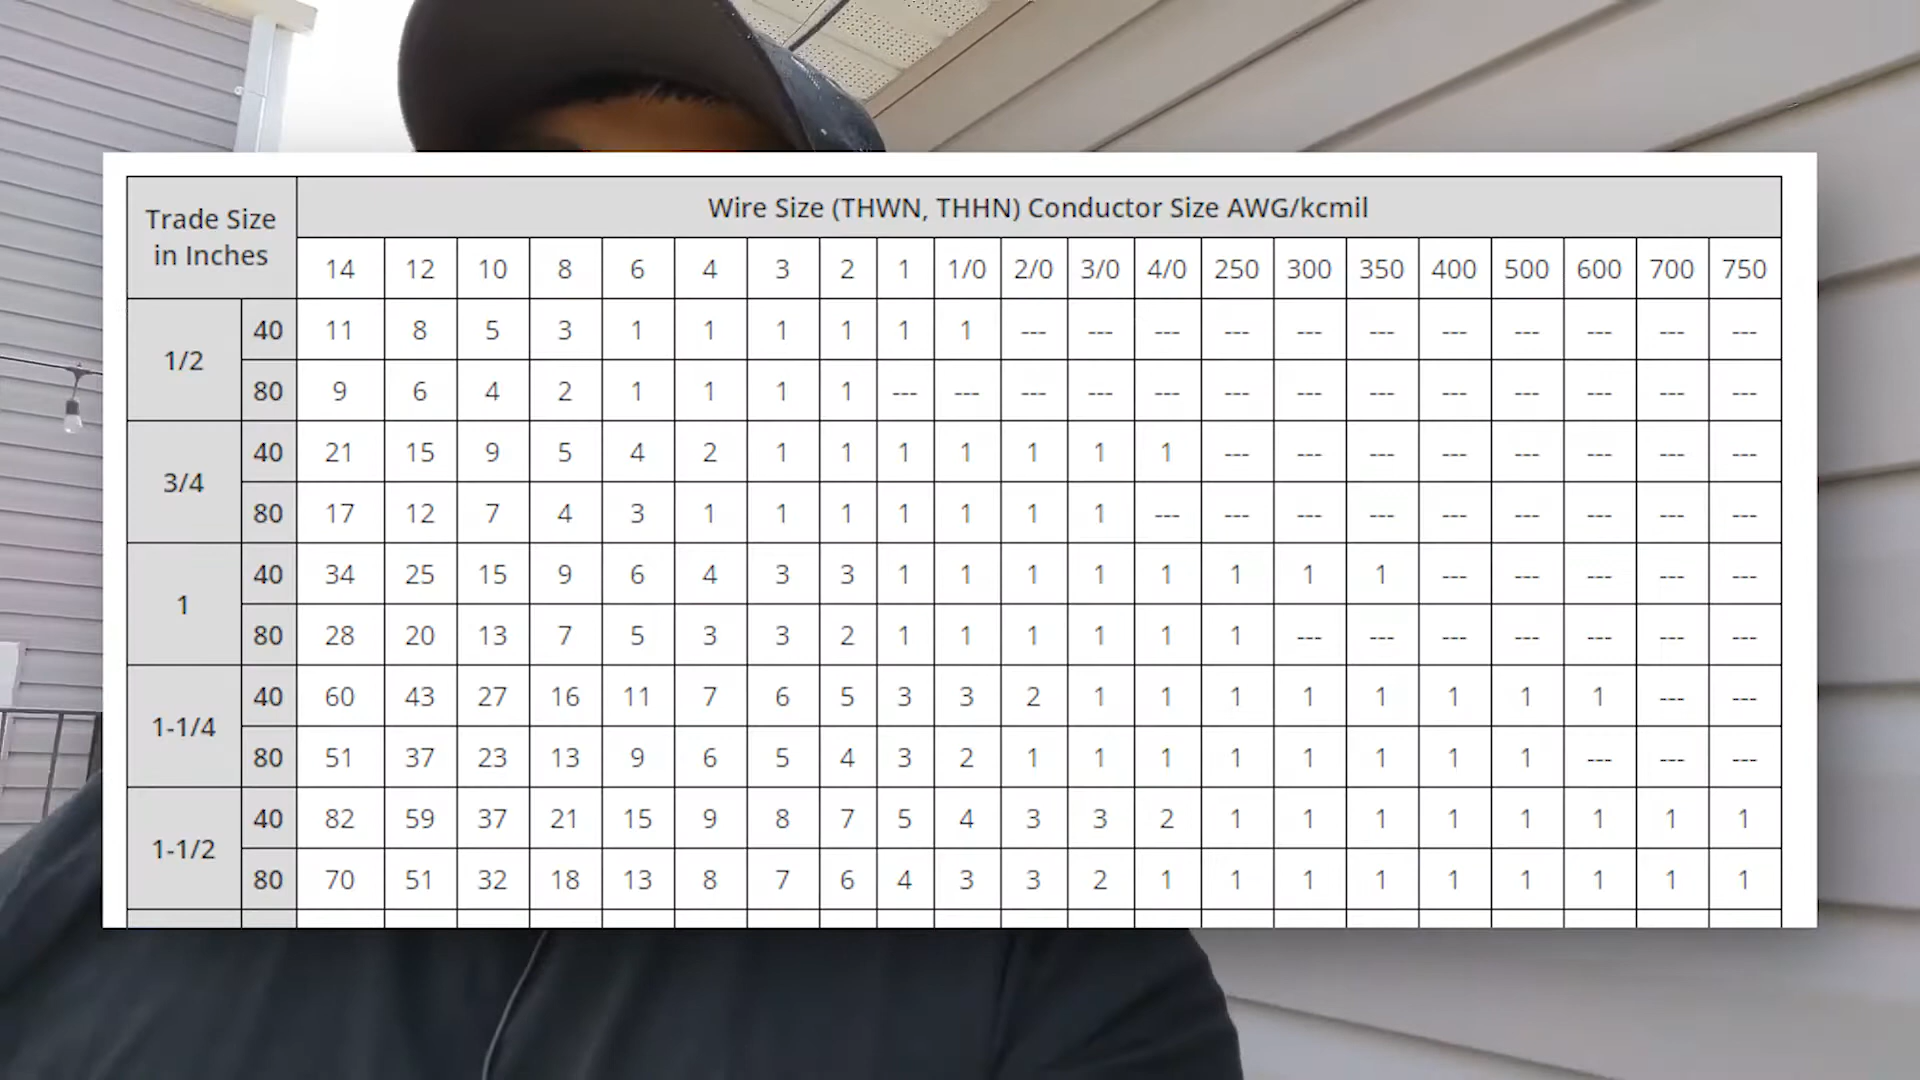 Trade Size in Inches Wire Size (THWN, THHN) Conductor Size AWG/kcmil
14 12 10 8 6 4 3 2 1 1/0 2/0 3/0 4/0 250 300 350 400 500 600 700 750
1/2 40 11 8 5 3 1 1 1 1 1 1 --- --- --- --- --- --- --- --- --- --- ---
80 9 6 4 2 1 1 1 1 --- --- --- --- --- --- --- --- --- --- --- --- ---
3/4 40 21 15 9 5 4 2 1 1 1 1 1 1 1 --- --- --- --- --- --- --- ---
80 17 12 7 4 3 1 1 1 1 1 1 1 --- --- --- --- --- --- --- --- ---
1 40 34 25 15 9 6 4 3 3 1 1 1 1 1 1 1 1 --- --- --- --- ---
80 28 20 13 7 5 3 3 2 1 1 1 1 1 1 --- --- --- --- --- --- ---
1-1/4 40 60 43 27 16 11 7 6 5 3 3 2 1 1 1 1 1 1 1 1 --- ---
80 51 37 23 13 9 6 5 4 3 2 1 1 1 1 1 1 1 1 --- --- ---
1-1/2 40 82 59 37 21 15 9 8 7 5 4 3 3 2 1 1 1 1 1 1 1 1
80 70 51 32 18 13 8 7 6 4 3 3 2 1 1 1 1 1 1 1 1 1